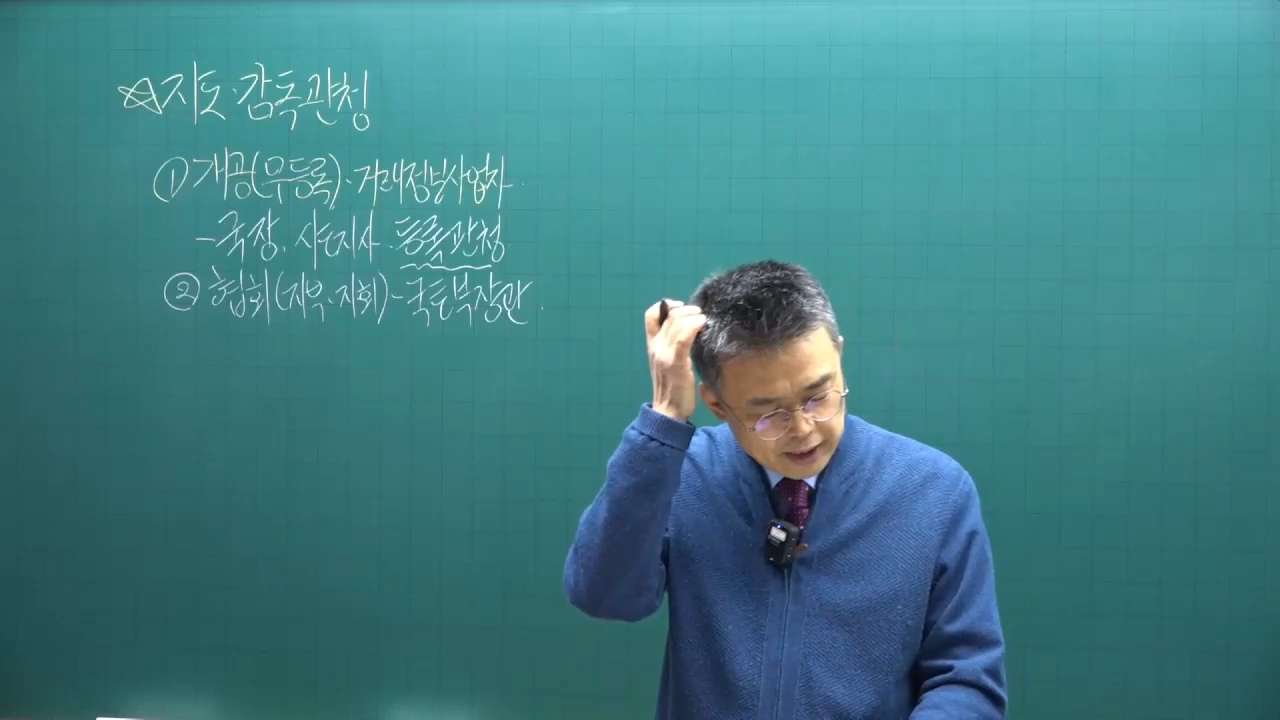 ☆지도·감독관청
① 개공(무등록)·거래정보사업자
-국장, 시·도지사·등록관청
② 협회(지부·지회)-국토부장관.